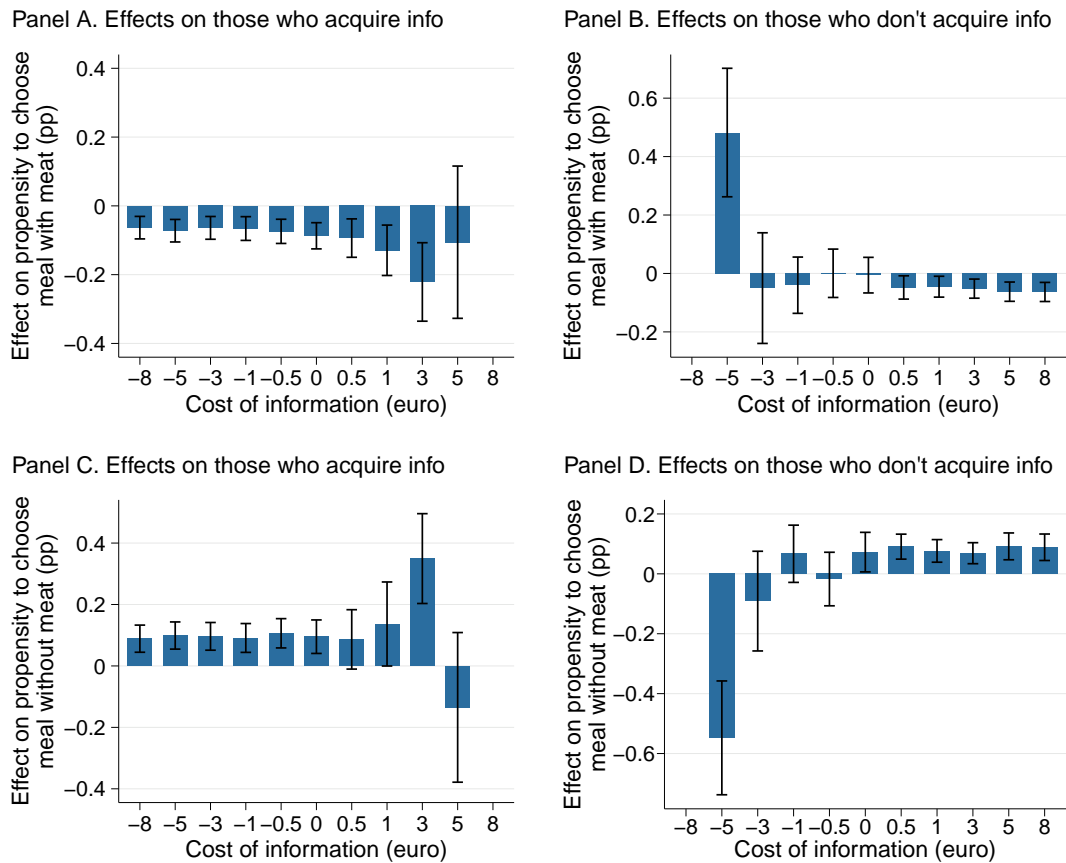 Panel A. Effects on those who acquire info
Effect on propensity to choose
meal with meat (pp)
0.4
0.2
0
−0.2
−0.4
−8 −5 −3 −1 −0.5 0 0.5 1 3 5 8
Cost of information (euro)
Panel B. Effects on those who don't acquire info
Effect on propensity to choose
meal with meat (pp)
0.6
0.4
0.2
0
−0.2
−8 −5 −3 −1 −0.5 0 0.5 1 3 5 8
Cost of information (euro)
Panel C. Effects on those who acquire info
Effect on propensity to choose
meal without meat (pp)
0.4
0.2
0
−0.2
−0.4
−8 −5 −3 −1 −0.5 0 0.5 1 3 5 8
Cost of information (euro)
Panel D. Effects on those who don't acquire info
Effect on propensity to choose
meal without meat (pp)
0.2
0
−0.2
−0.4
−0.6
−8 −5 −3 −1 −0.5 0 0.5 1 3 5 8
Cost of information (euro)